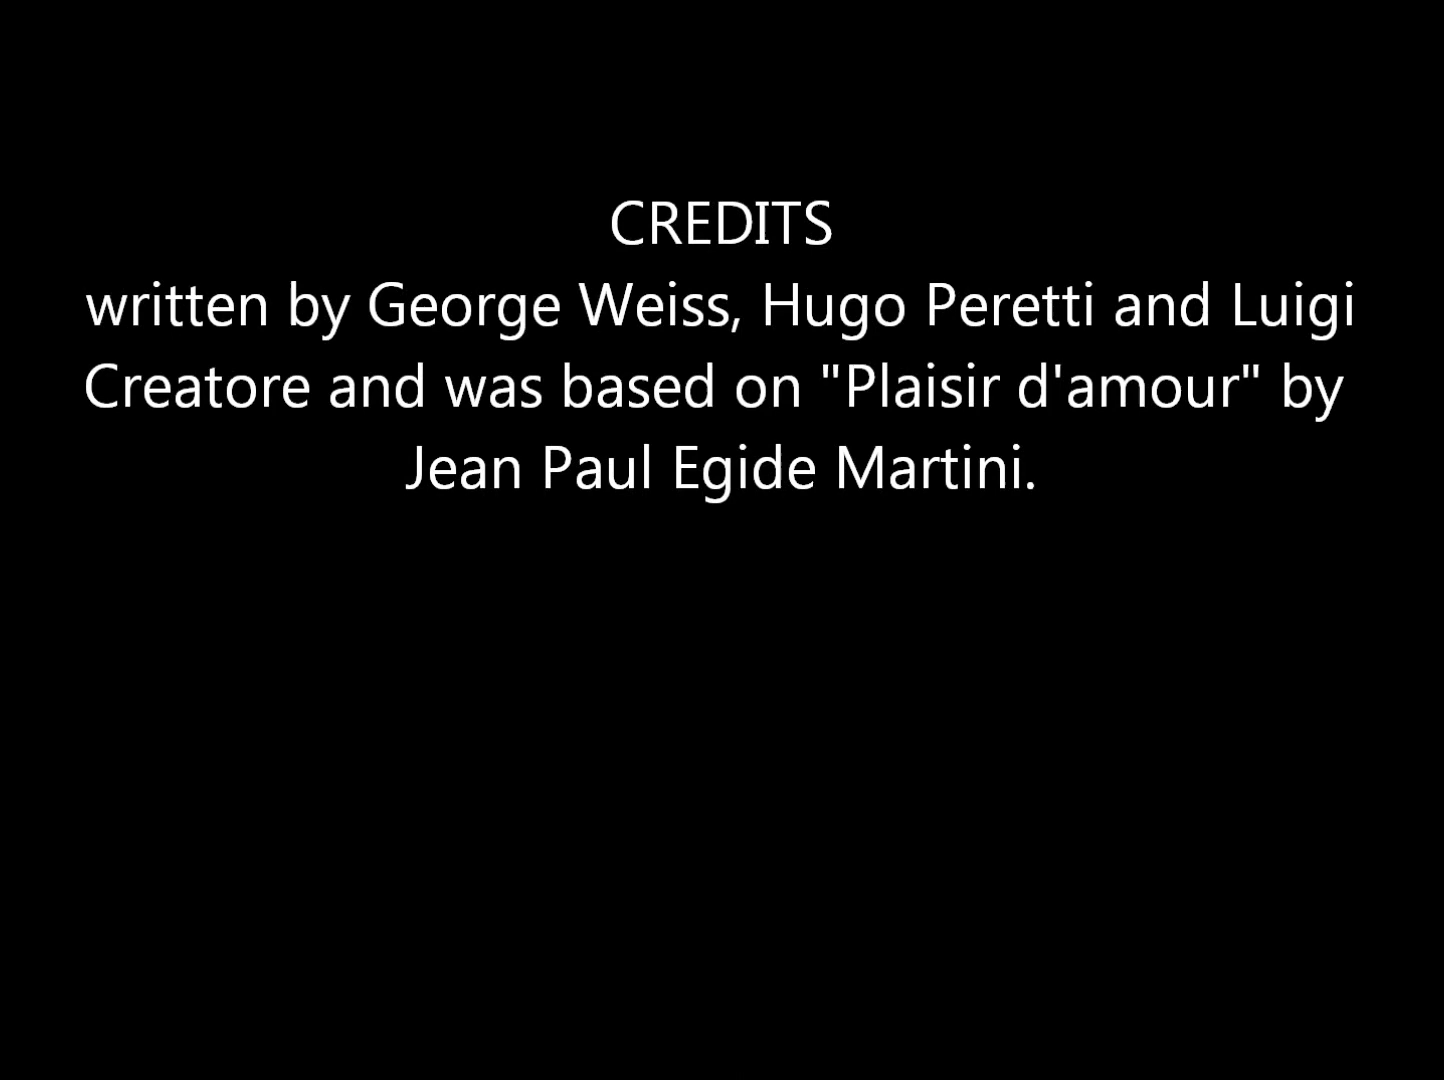 CREDITS
written by George Weiss, Hugo Peretti and Luigi
Creatore and was based on "Plaisir d'amour" by
Jean Paul Egide Martini.